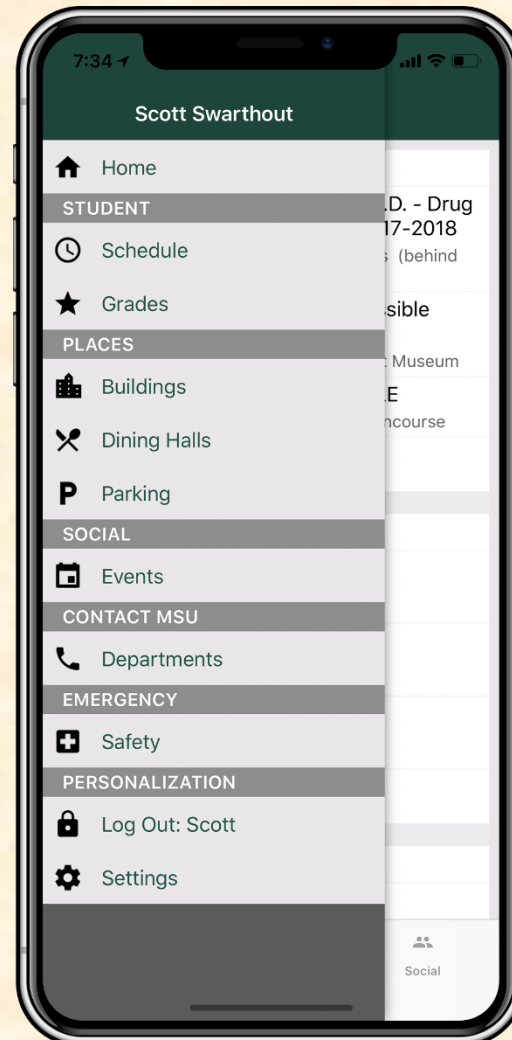 7:34
Scott Swarthout
Home
STUDENT
Schedule
Grades
PLACES
Buildings
Dining Halls
P Parking
SOCIAL
Events
CONTACT MSU
Departments
EMERGENCY
Safety
PERSONALIZATION
Log Out: Scott
Settings
.D. - Drug
17-2018
(behind
sible
Museum
E
ncourse
Social